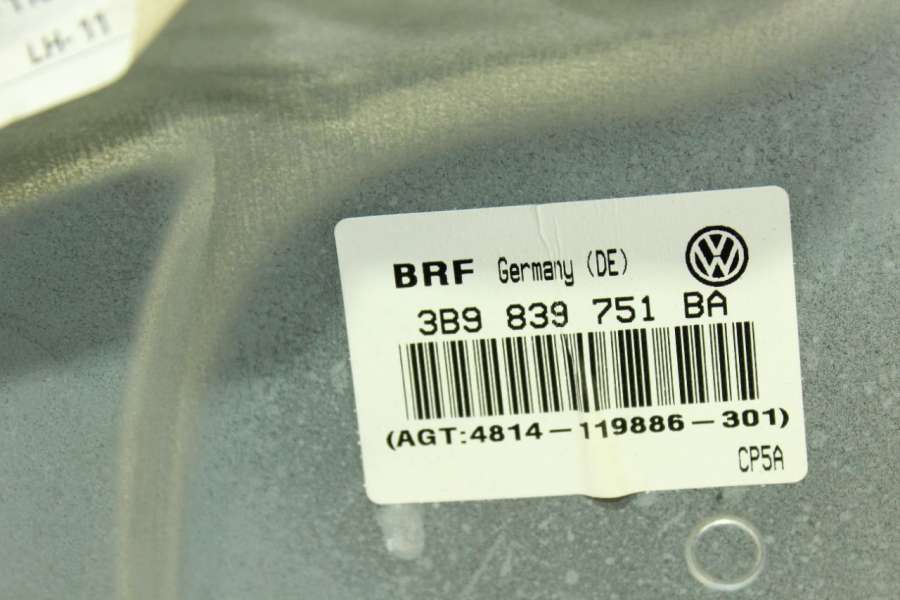 LH-11
BRF Germany (DE)
3B9 839 751 BA
(AGT:4814-119886-301)
CP5A